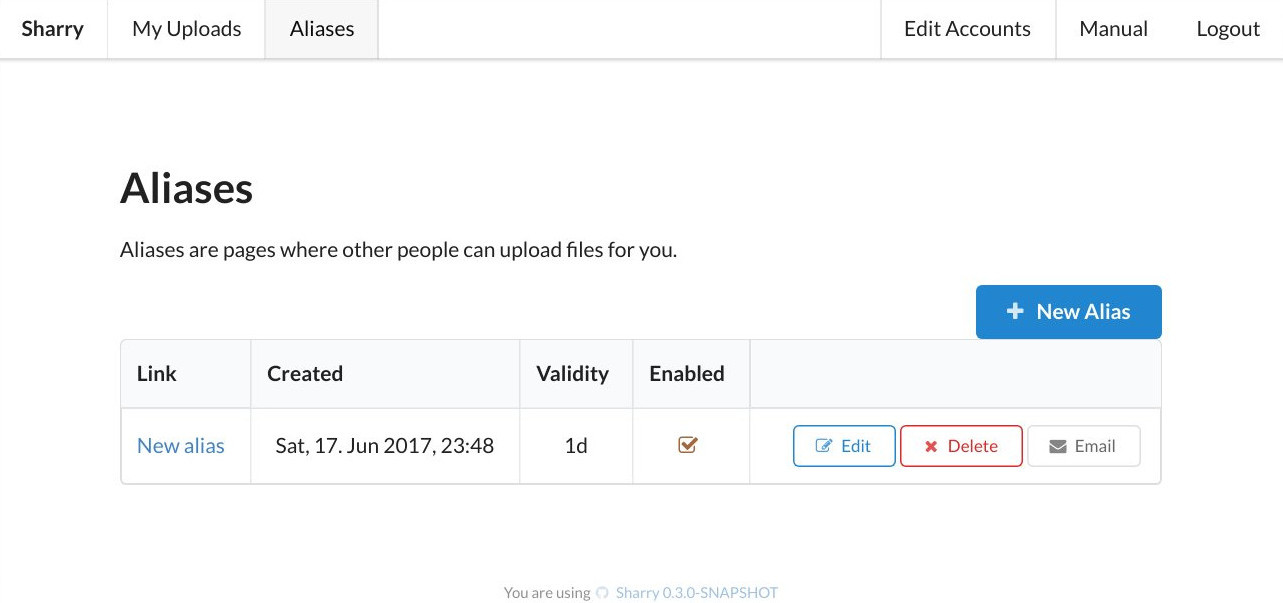 Sharry My Uploads Aliases Edit Accounts Manual Logout
Aliases
Aliases are pages where other people can upload files for you.
New Alias
Link Created Validity Enabled
New alias Sat, 17. Jun 2017, 23:48 1d Edit Delete Email
You are using Sharry 0.3.0-SNAPSHOT